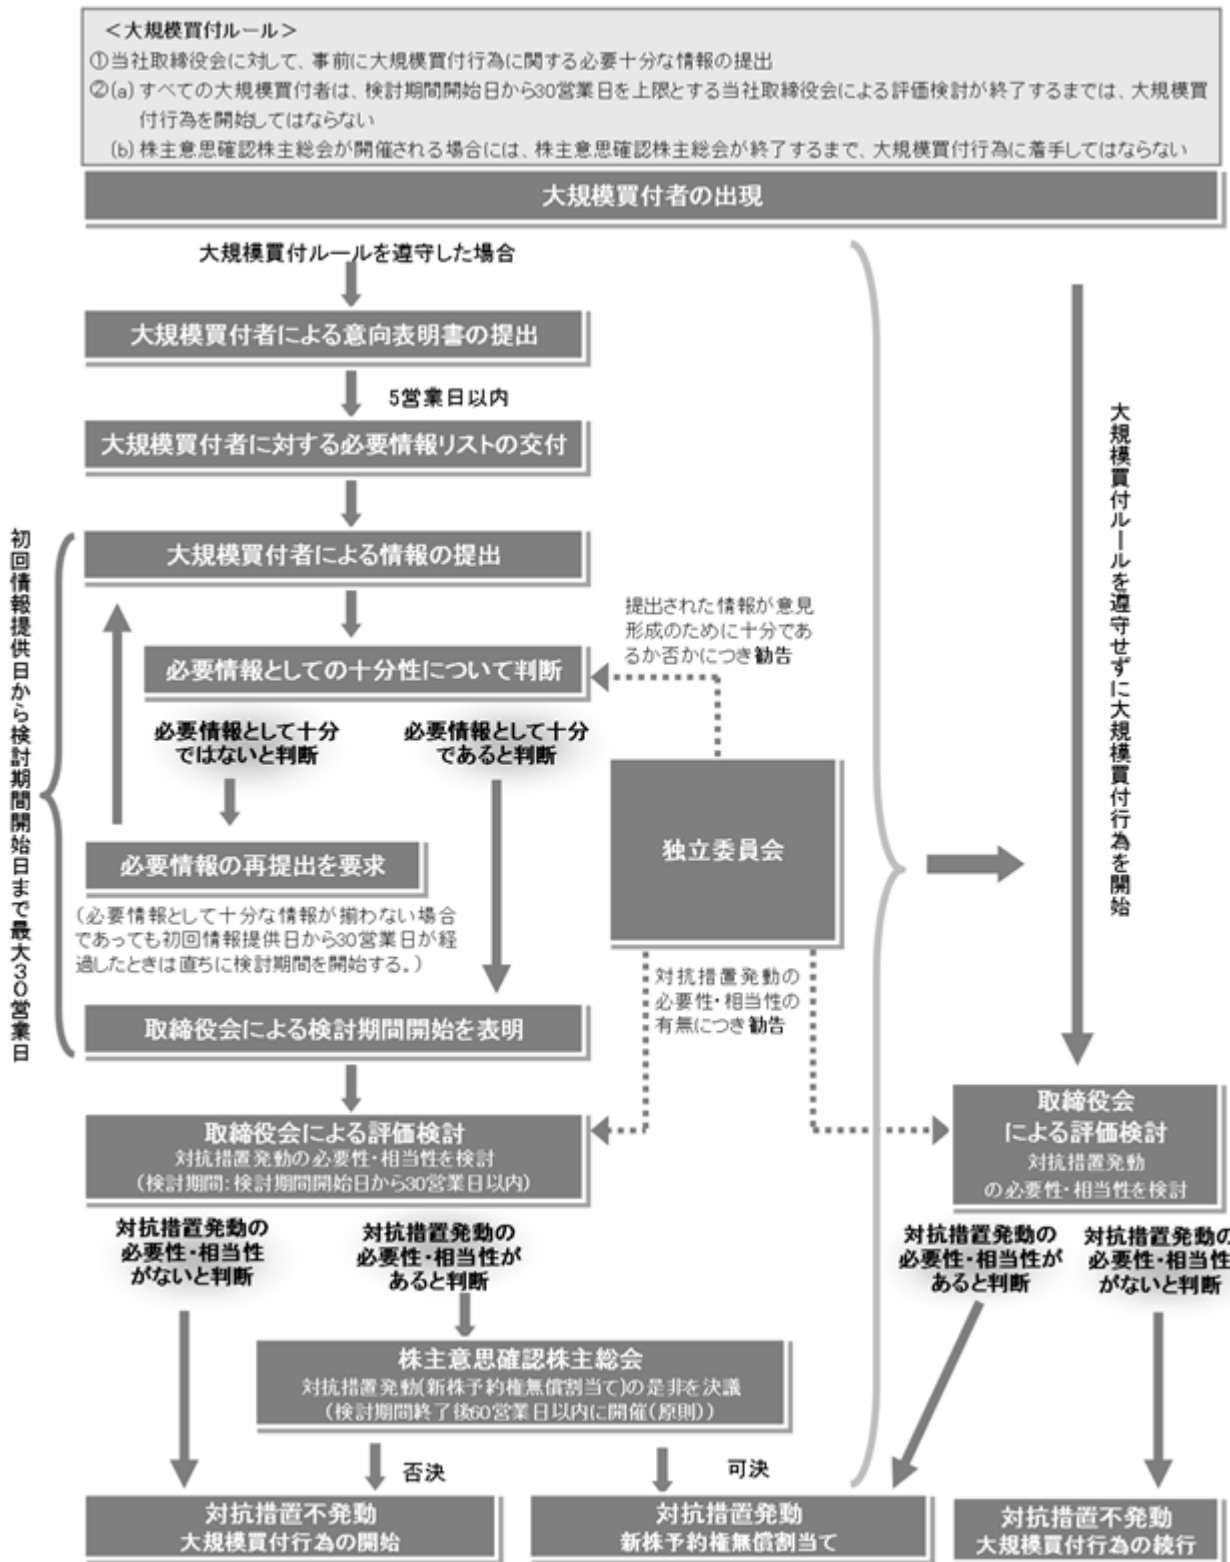 ＜大規模買付ルール＞
①当社取締役会に対して、事前に大規模買付行為に関する必要十分な情報の提出
②(a) すべての大規模買付者は、検討期間開始日から30営業日を上限とする当社取締役会による評価検討が終了するまでは、大規模買
付行為を開始してはならない
(b) 株主意思確認株主総会が開催される場合には、株主意思確認株主総会が終了するまで、大規模買付行為に着手してはならない
大規模買付者の出現
大規模買付ルールを遵守した場合
大規模買付者による意向表明書の提出
5営業日以内
大規模買付者に対する必要情報リストの交付
初回情報提供日から検討期間開始日まで最大30営業日
大規模買付者による情報の提出
必要情報としての十分性について判断
提出された情報が意見
形成のために十分であ
るか否かにつき勧告
必要情報として十分
ではないと判断
必要情報として十分
であると判断
独立委員会
必要情報の再提出を要求
(必要情報として十分な情報が揃わない場合
であっても初回情報提供日から30営業日が経
過したときは直ちに検討期間を開始する。)
対抗措置発動の
必要性・相当性の
有無につき勧告
取締役会による検討期間開始を表明
取締役会による評価検討
対抗措置発動の必要性・相当性を検討
(検討期間：検討期間開始日から30営業日以内)
大規模買付ルールを遵守せずに大規模買付行為を開始
取締役会
による評価検討
対抗措置発動
の必要性・相当性を検討
対抗措置発動の
必要性・相当性
がないと判断
対抗措置発動の
必要性・相当性が
あると判断
対抗措置発動の
必要性・相当性が
あると判断
対抗措置発動の
必要性・相当性
がないと判断
株主意思確認株主総会
対抗措置発動(新株予約権無償割当て)の是非を決議
(検討期間終了後60営業日以内に開催(原則))
否決
可決
対抗措置不発動
大規模買付行為の開始
対抗措置発動
新株予約権無償割当て
対抗措置不発動
大規模買付行為の続行